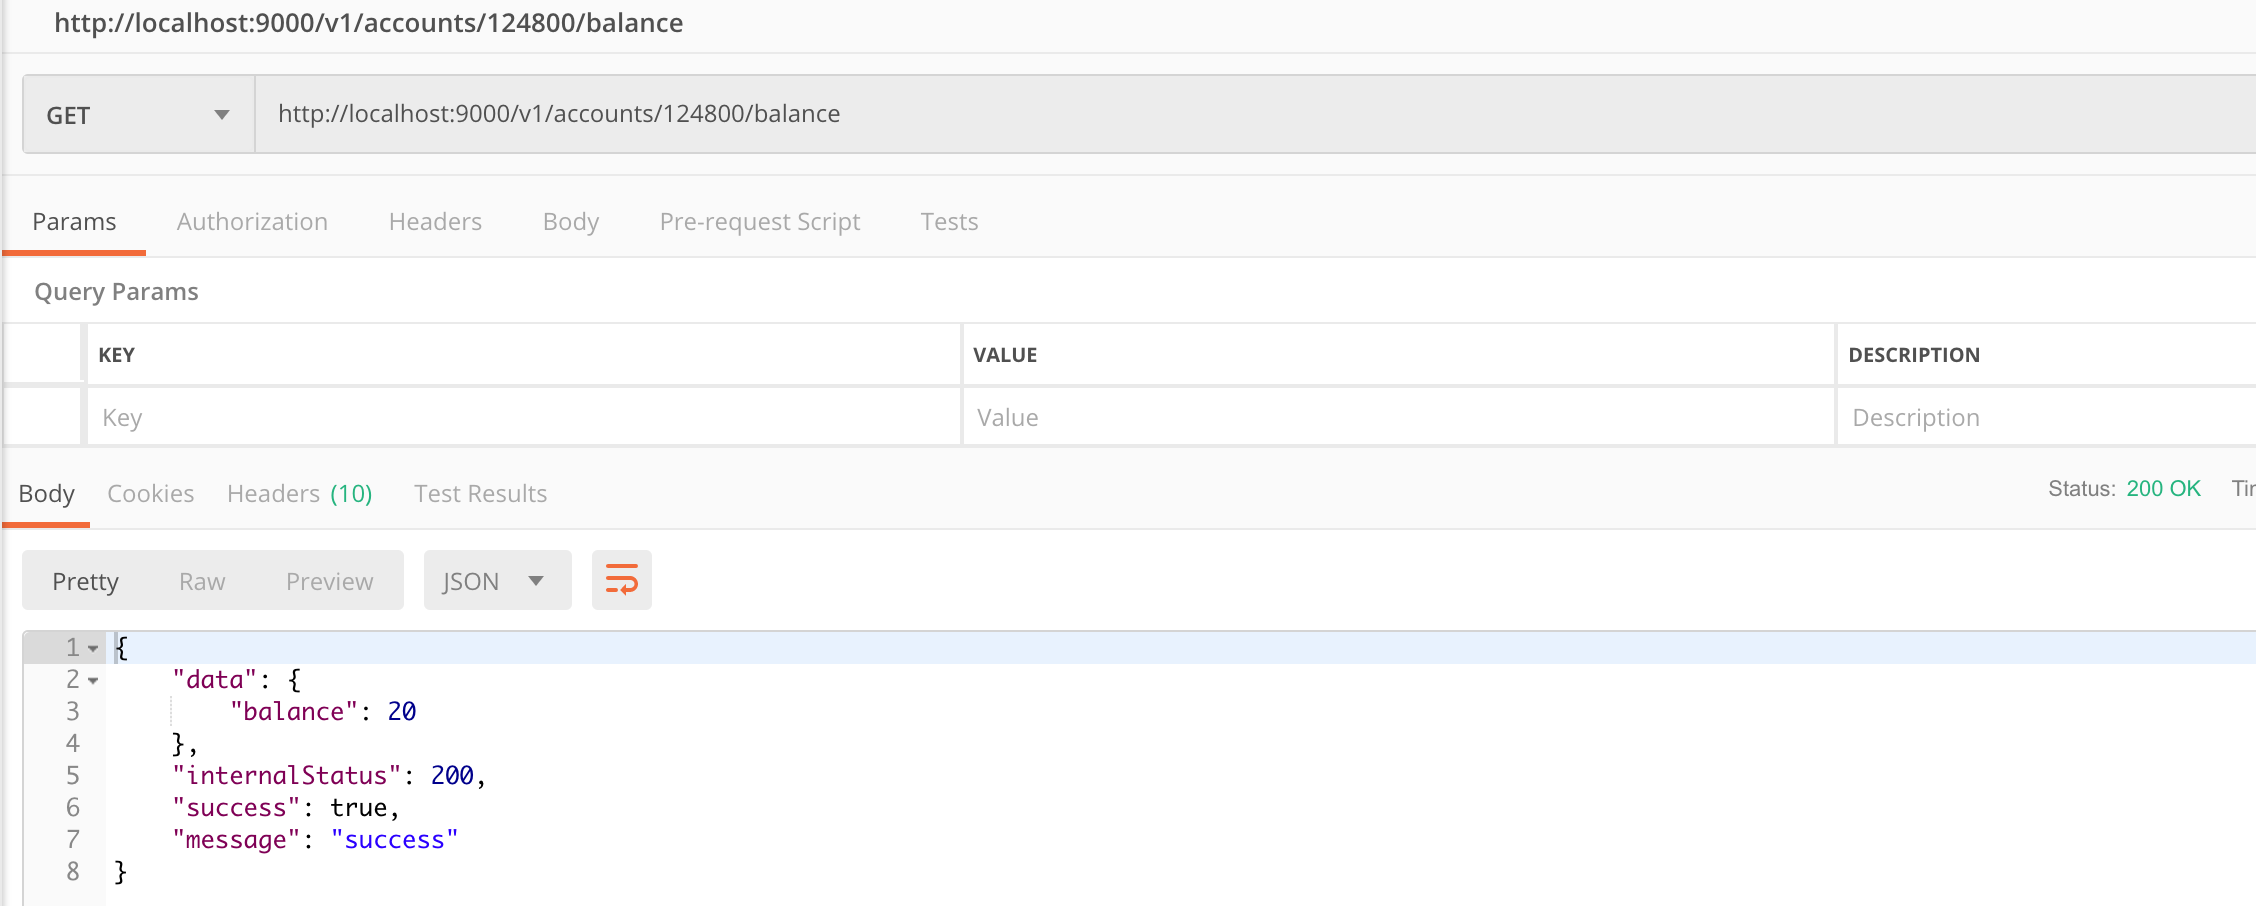 http://localhost:9000/v1/accounts/124800/balance
GET http://localhost:9000/v1/accounts/124800/balance
Params Authorization Headers Body Pre-request Script Tests
Query Params
KEY VALUE DESCRIPTION
Key Value Description
Body Cookies Headers (10) Test Results Status: 200 OK
Pretty Raw Preview JSON
1 {
2 "data": {
3 "balance": 20
4 },
5 "internalStatus": 200,
6 "success": true,
7 "message": "success"
8 }